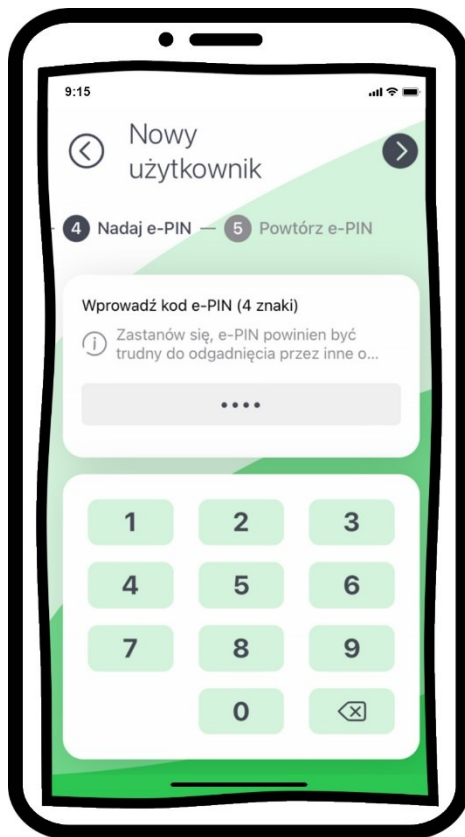 9:15
Nowy
użytkownik
4 Nadaj e-PIN — 5 Powtórz e-PIN
Wprowadź kod e-PIN (4 znaki)
Zastanów się, e-PIN powinien być
trudny do odgadnięcia przez inne o...
••••
1 2 3
4 5 6
7 8 9
0